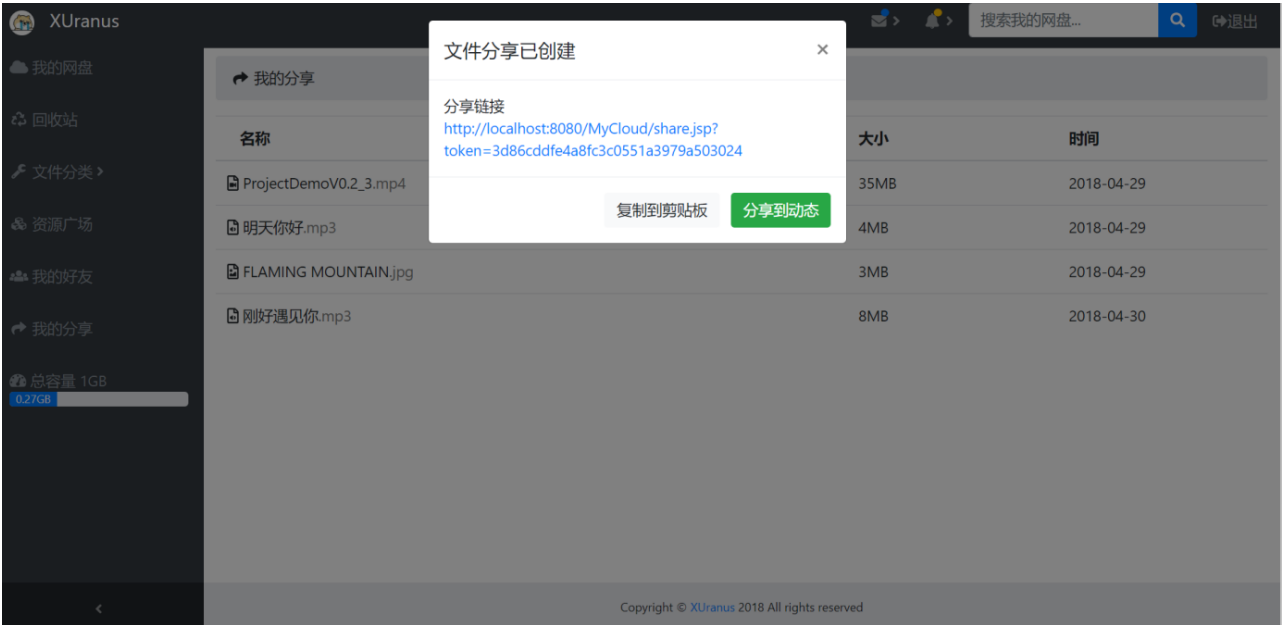 XUranus
搜索我的网盘...
退出
我的网盘
回收站
文件分类
资源广场
我的好友
我的分享
总容量 1GB
0.27GB
我的分享
文件分享已创建
×
分享链接
http://localhost:8080/MyCloud/share.jsp?
token=3d86cddfe4a8fc3c0551a3979a503024
复制到剪贴板
分享到动态
名称 大小 时间
ProjectDemoV0.2_3.mp4 35MB 2018-04-29
明天你好.mp3 4MB 2018-04-29
FLAMING MOUNTAIN.jpg 3MB 2018-04-29
刚好遇见你.mp3 8MB 2018-04-30
Copyright © XUranus 2018 All rights reserved